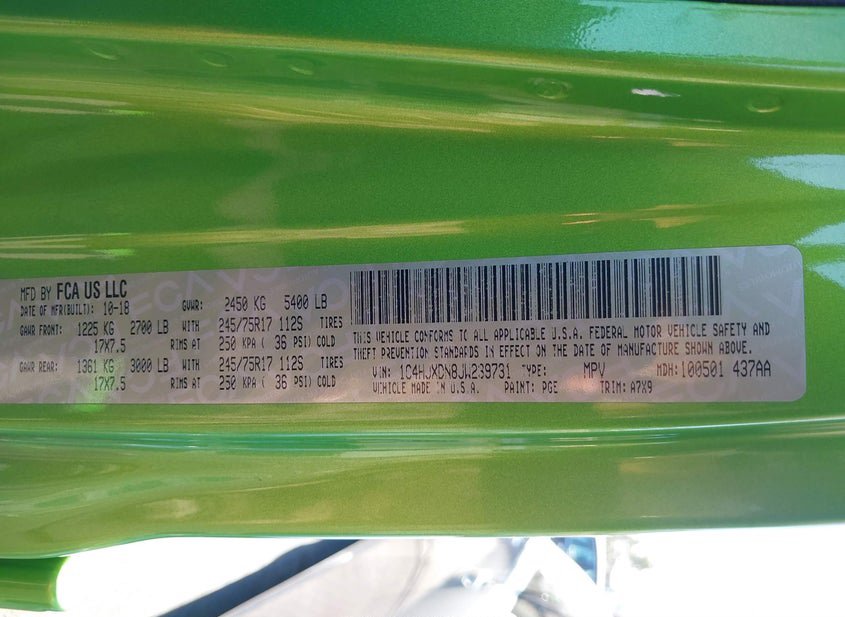 MFD BY FCA US LLC
DATE OF MFR(BUILT): 10-18 GVWR: 2450 KG 5400 LB
GAWR FRONT: 1225 KG 2700 LB WITH 245/75R17 112S TIRES
17X7.5 RIMS AT 250 KPA ( 36 PSI) COLD
GAWR REAR: 1361 KG 3000 LB WITH 245/75R17 112S TIRES
17X7.5 RIMS AT 250 KPA ( 36 PSI) COLD
THIS VEHICLE CONFORMS TO ALL APPLICABLE U.S.A. FEDERAL MOTOR VEHICLE SAFETY AND
THEFT PREVENTION STANDARDS IN EFFECT ON THE DATE OF MANUFACTURE SHOWN ABOVE.
VIN: 1C4HJXDN8JW239731 TYPE: MPV MDH: 100501 437AA
VEHICLE MADE IN U.S.A. PAINT: PGE TRIM: A7X9